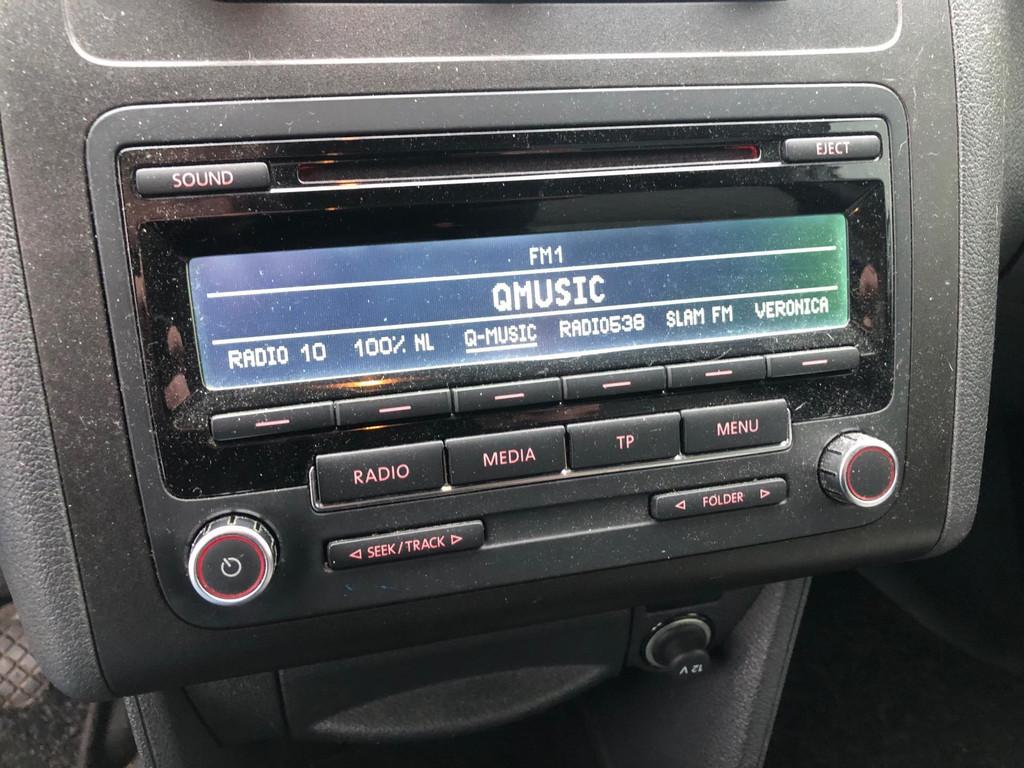 SOUND
EJECT
FM1
QMUSIC
RADIO 10 100% NL Q-MUSIC RADIO538 SLAM FM VERONICA
RADIO MEDIA TP MENU
SEEK/TRACK
FOLDER
12 V